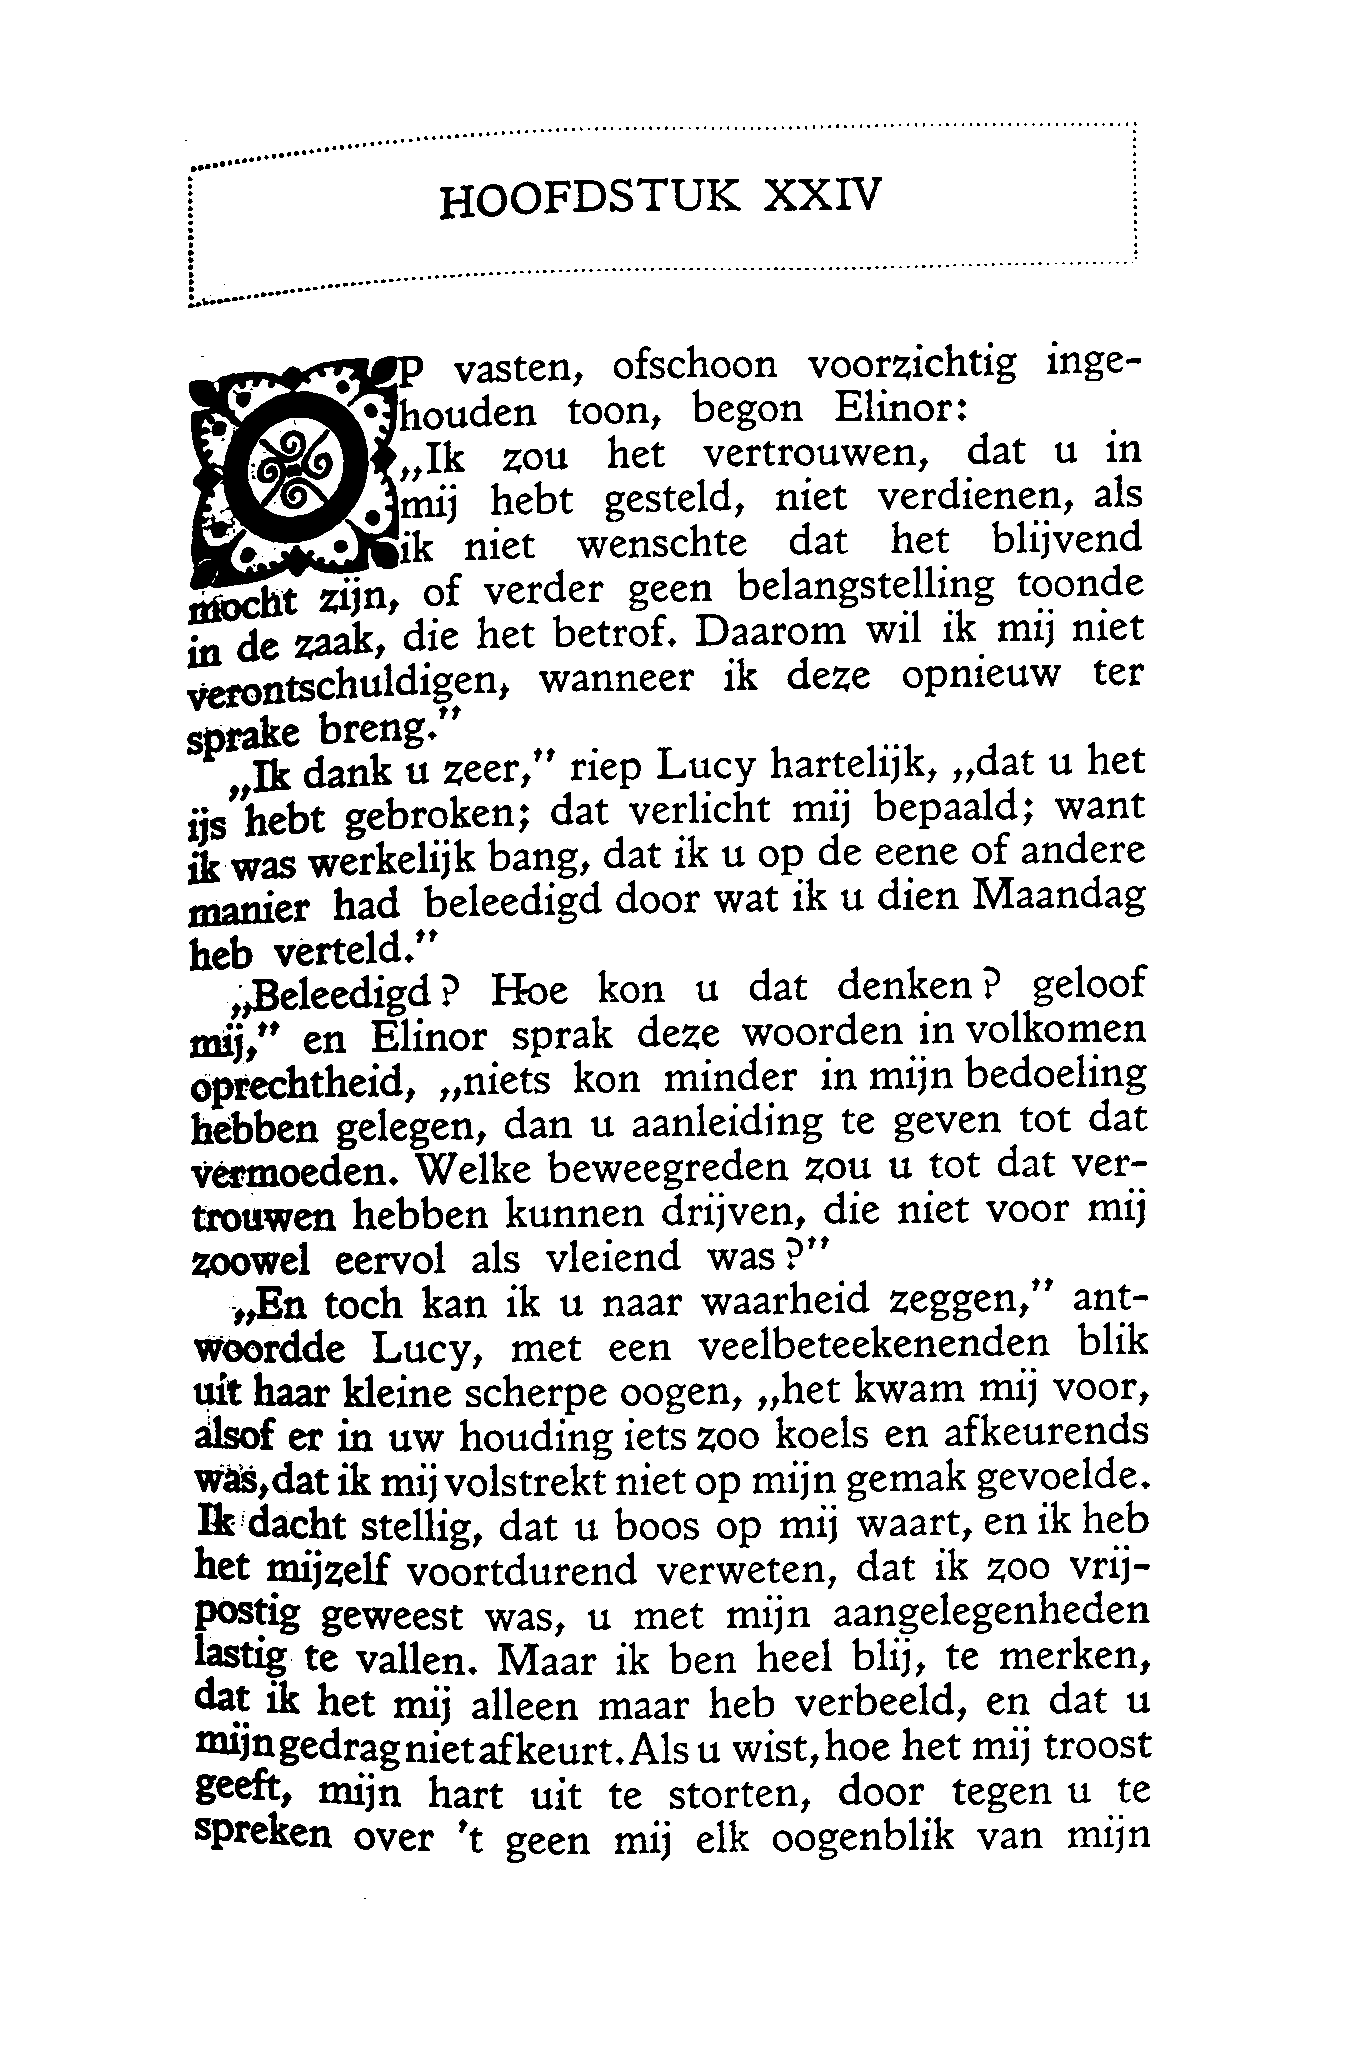 HOOFDSTUK XXIV
OP vasten, ofschoon voorzichtig inge-
houden toon, begon Elinor:
„Ik zou het vertrouwen, dat u in
mij hebt gesteld, niet verdienen, als
ik niet wenschte dat het blijvend
mocht zijn, of verder geen belangstelling toonde
in de zaak, die het betrof. Daarom wil ik mij niet
verontschuldigen, wanneer ik deze opnieuw ter
sprake breng.”
„Ik dank u zeer,” riep Lucy hartelijk, „dat u het
ijs hebt gebroken; dat verlicht mij bepaald; want
ik was werkelijk bang, dat ik u op de eene of andere
manier had beleedigd door wat ik u dien Maandag
heb verteld.”
„Beleedigd? Hoe kon u dat denken? geloof
mij,” en Elinor sprak deze woorden in volkomen
oprechtheid, „niets kon minder in mijn bedoeling
hebben gelegen, dan u aanleiding te geven tot dat
vermoeden. Welke beweegreden zou u tot dat ver-
trouwen hebben kunnen drijven, die niet voor mij
zoowel eervol als vleiend was?”
„En toch kan ik u naar waarheid zeggen,” ant-
woordde Lucy, met een veelbeteekenenden blik
uit haar kleine scherpe oogen, „het kwam mij voor,
alsof er in uw houding iets zoo koels en afkeurends
was, dat ik mij volstrekt niet op mijn gemak gevoelde.
Ik dacht stellig, dat u boos op mij waart, en ik heb
het mijzelf voortdurend verweten, dat ik zoo vrij-
postig geweest was, u met mijn aangelegenheden
lastig te vallen. Maar ik ben heel blij, te merken,
dat ik het mij alleen maar heb verbeeld, en dat u
mijn gedrag niet afkeurt. Als u wist, hoe het mij troost
geeft, mijn hart uit te storten, door tegen u te
spreken over 't geen mij elk oogenblik van mijn